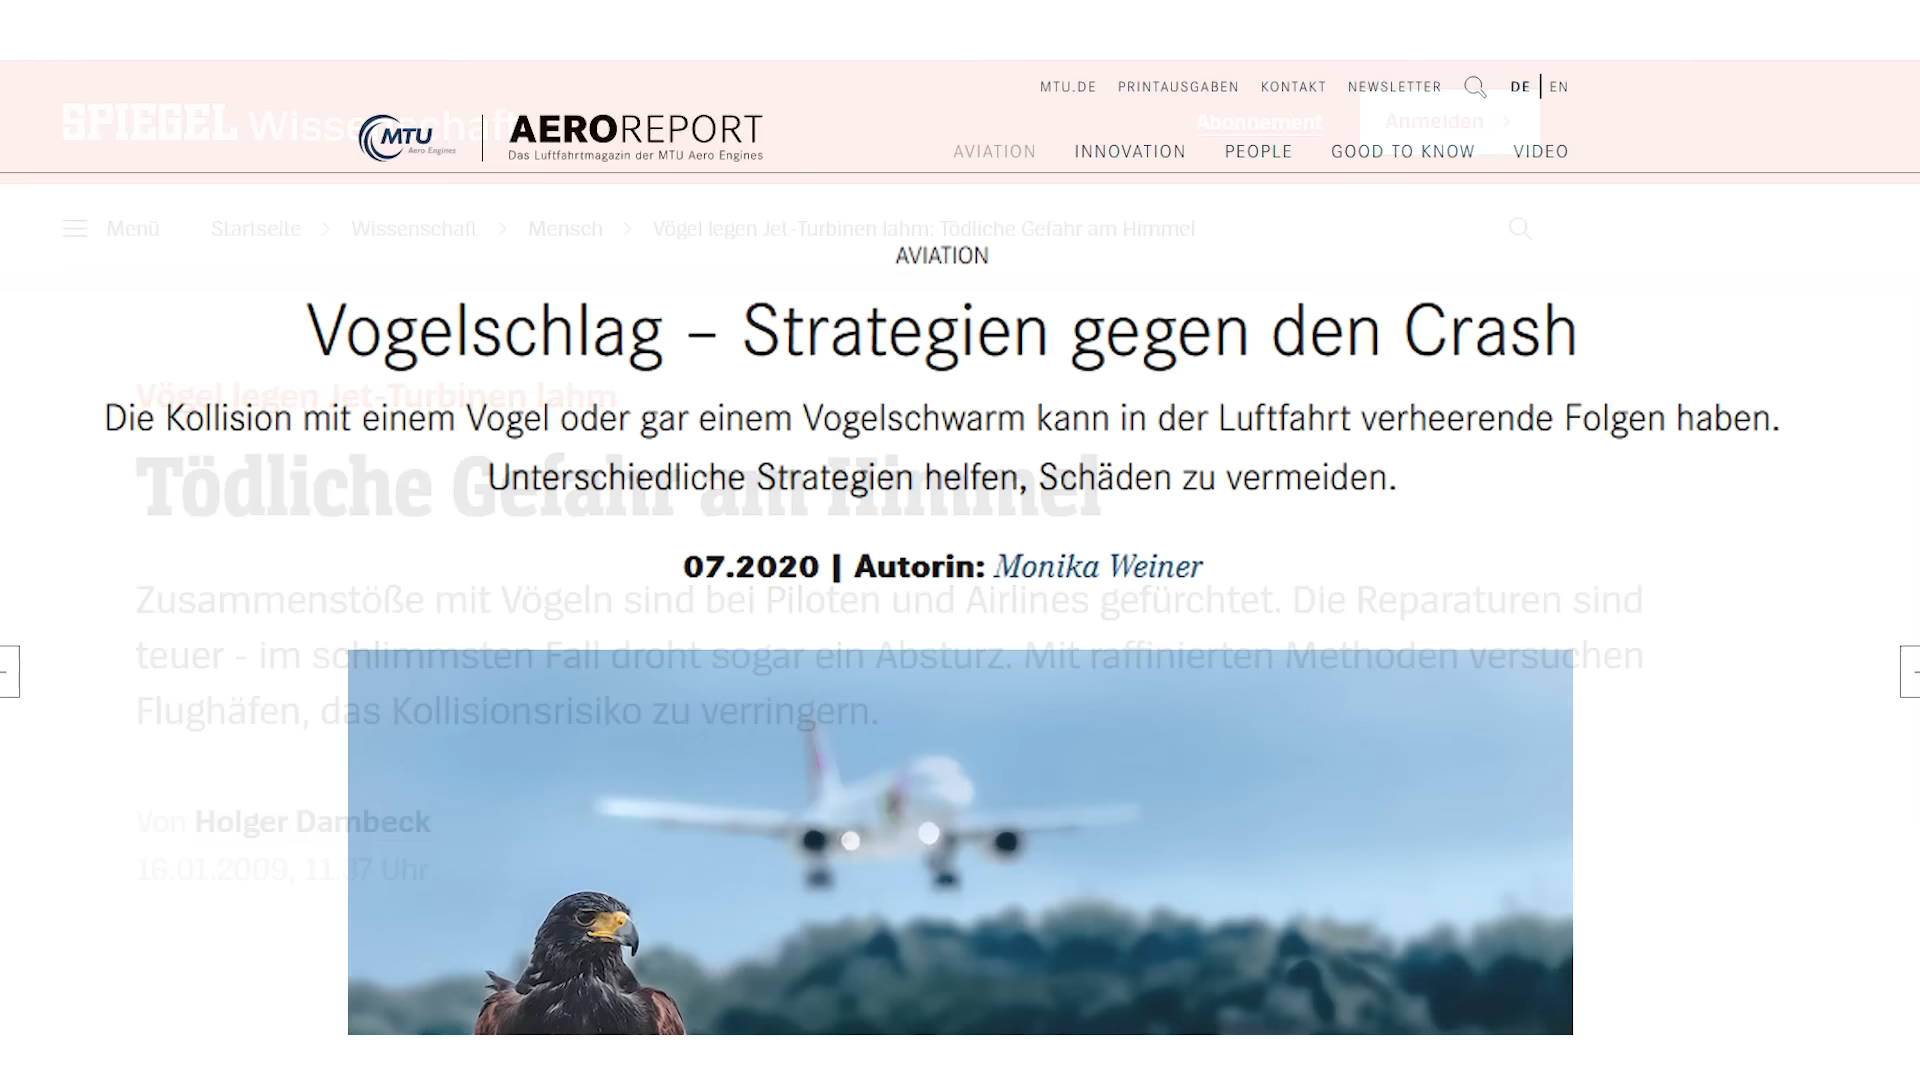 MTU.DE PRINTAUSGABEN KONTAKT NEWSLETTER DE EN
SPIEGEL Wissenschaft
MTU
Aero Engines
AEROREPORT
Das Luftfahrtmagazin der MTU Aero Engines
Abonnement
Anmelden
AVIATION INNOVATION PEOPLE GOOD TO KNOW VIDEO
Menü Startseite Wissenschaft Mensch Vögel legen Jet-Turbinen lahm: Tödliche Gefahr am Himmel
AVIATION
Vogelschlag – Strategien gegen den Crash
Vögel legen Jet-Turbinen lahm
Die Kollision mit einem Vogel oder gar einem Vogelschwarm kann in der Luftfahrt verheerende Folgen haben.
Unterschiedliche Strategien helfen, Schäden zu vermeiden.
Tödliche Gefahr am Himmel
07.2020 | Autorin: Monika Weiner
Zusammenstöße mit Vögeln sind bei Piloten und Airlines gefürchtet. Die Reparaturen sind
teuer - im schlimmsten Fall droht sogar ein Absturz. Mit raffinierten Methoden versuchen
Flughäfen, das Kollisionsrisiko zu verringern.
Von Holger Dambeck
16.01.2009, 11.37 Uhr